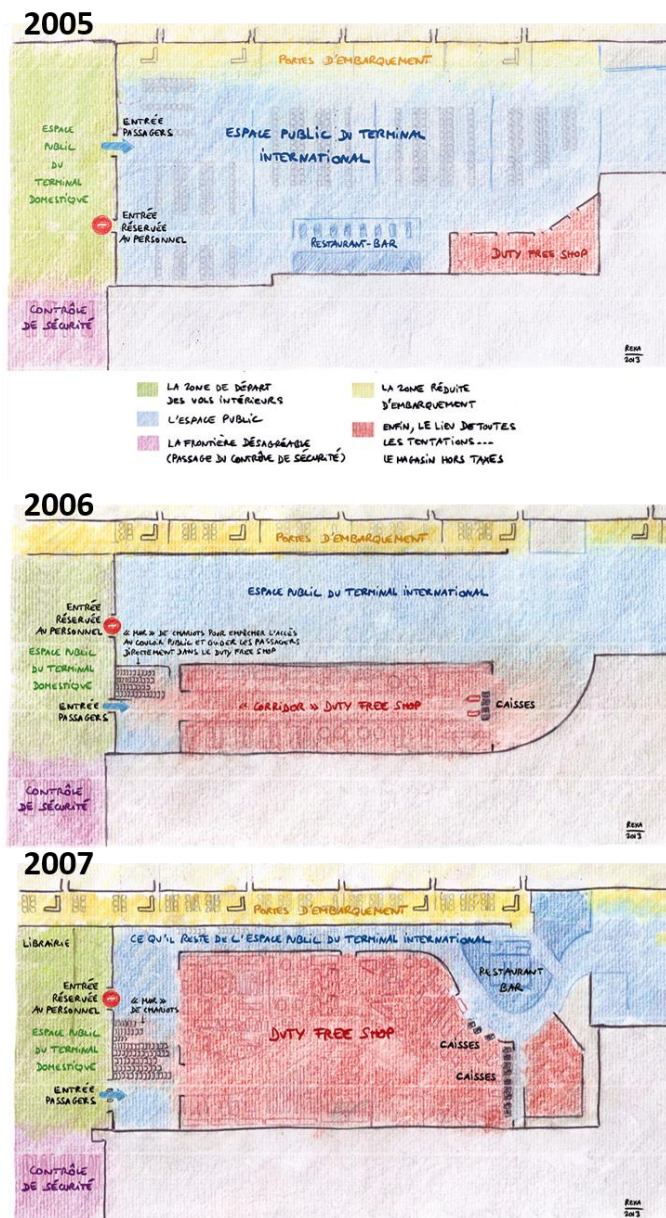 2005
PORTES D'EMBARQUEMENT
ENTRÉE
PASSAGERS
ESPACE PUBLIC DU TERMINAL
INTERNATIONAL
ESPACE
PUBLIC
DU
TERMINAL
DOMESTIQUE
ENTRÉE
RÉSERVÉE
AU PERSONNEL
RESTAURANT-BAR
DUTY FREE SHOP
CONTRÔLE
DE SÉCURITÉ
REKA
2013
LA ZONE DE DÉPART
DES VOLS INTÉRIEURS
L'ESPACE PUBLIC
LA FRONTIÈRE DÉSAGRÉABLE
(PASSAGE DU CONTRÔLE DE SÉCURITÉ)
LA ZONE RÉDUITE
D'EMBARQUEMENT
ENFIN, LE LIEU DE TOUTES
LES TENTATIONS...
LE MAGASIN HORS TAXES
2006
PORTES D'EMBARQUEMENT
ESPACE PUBLIC DU TERMINAL INTERNATIONAL
ENTRÉE
RÉSERVÉE
AU PERSONNEL
« MUR » DE CHARIOTS POUR EMPÊCHER L'ACCÈS
AU COULOIR PUBLIC ET GUIDER LES PASSAGERS
DIRECTEMENT DANS LE DUTY FREE SHOP
ESPACE PUBLIC
DU TERMINAL
DOMESTIQUE
ENTRÉE
PASSAGERS
« CORRIDOR » DUTY FREE SHOP
CAISSES
CONTRÔLE
DE SÉCURITÉ
REKA
2013
2007
PORTES D'EMBARQUEMENT
LIBRAIRIE
CE QU'IL RESTE DE L'ESPACE PUBLIC DU TERMINAL INTERNATIONAL
RESTAURANT
BAR
ENTRÉE
RÉSERVÉE
AU PERSONNEL
« MUR »
DE CHARIOTS
ESPACE PUBLIC
DU TERMINAL
DOMESTIQUE
DUTY FREE SHOP
CAISSES
CAISSES
ENTRÉE
PASSAGERS
CONTRÔLE
DE SÉCURITÉ
REKA
2013